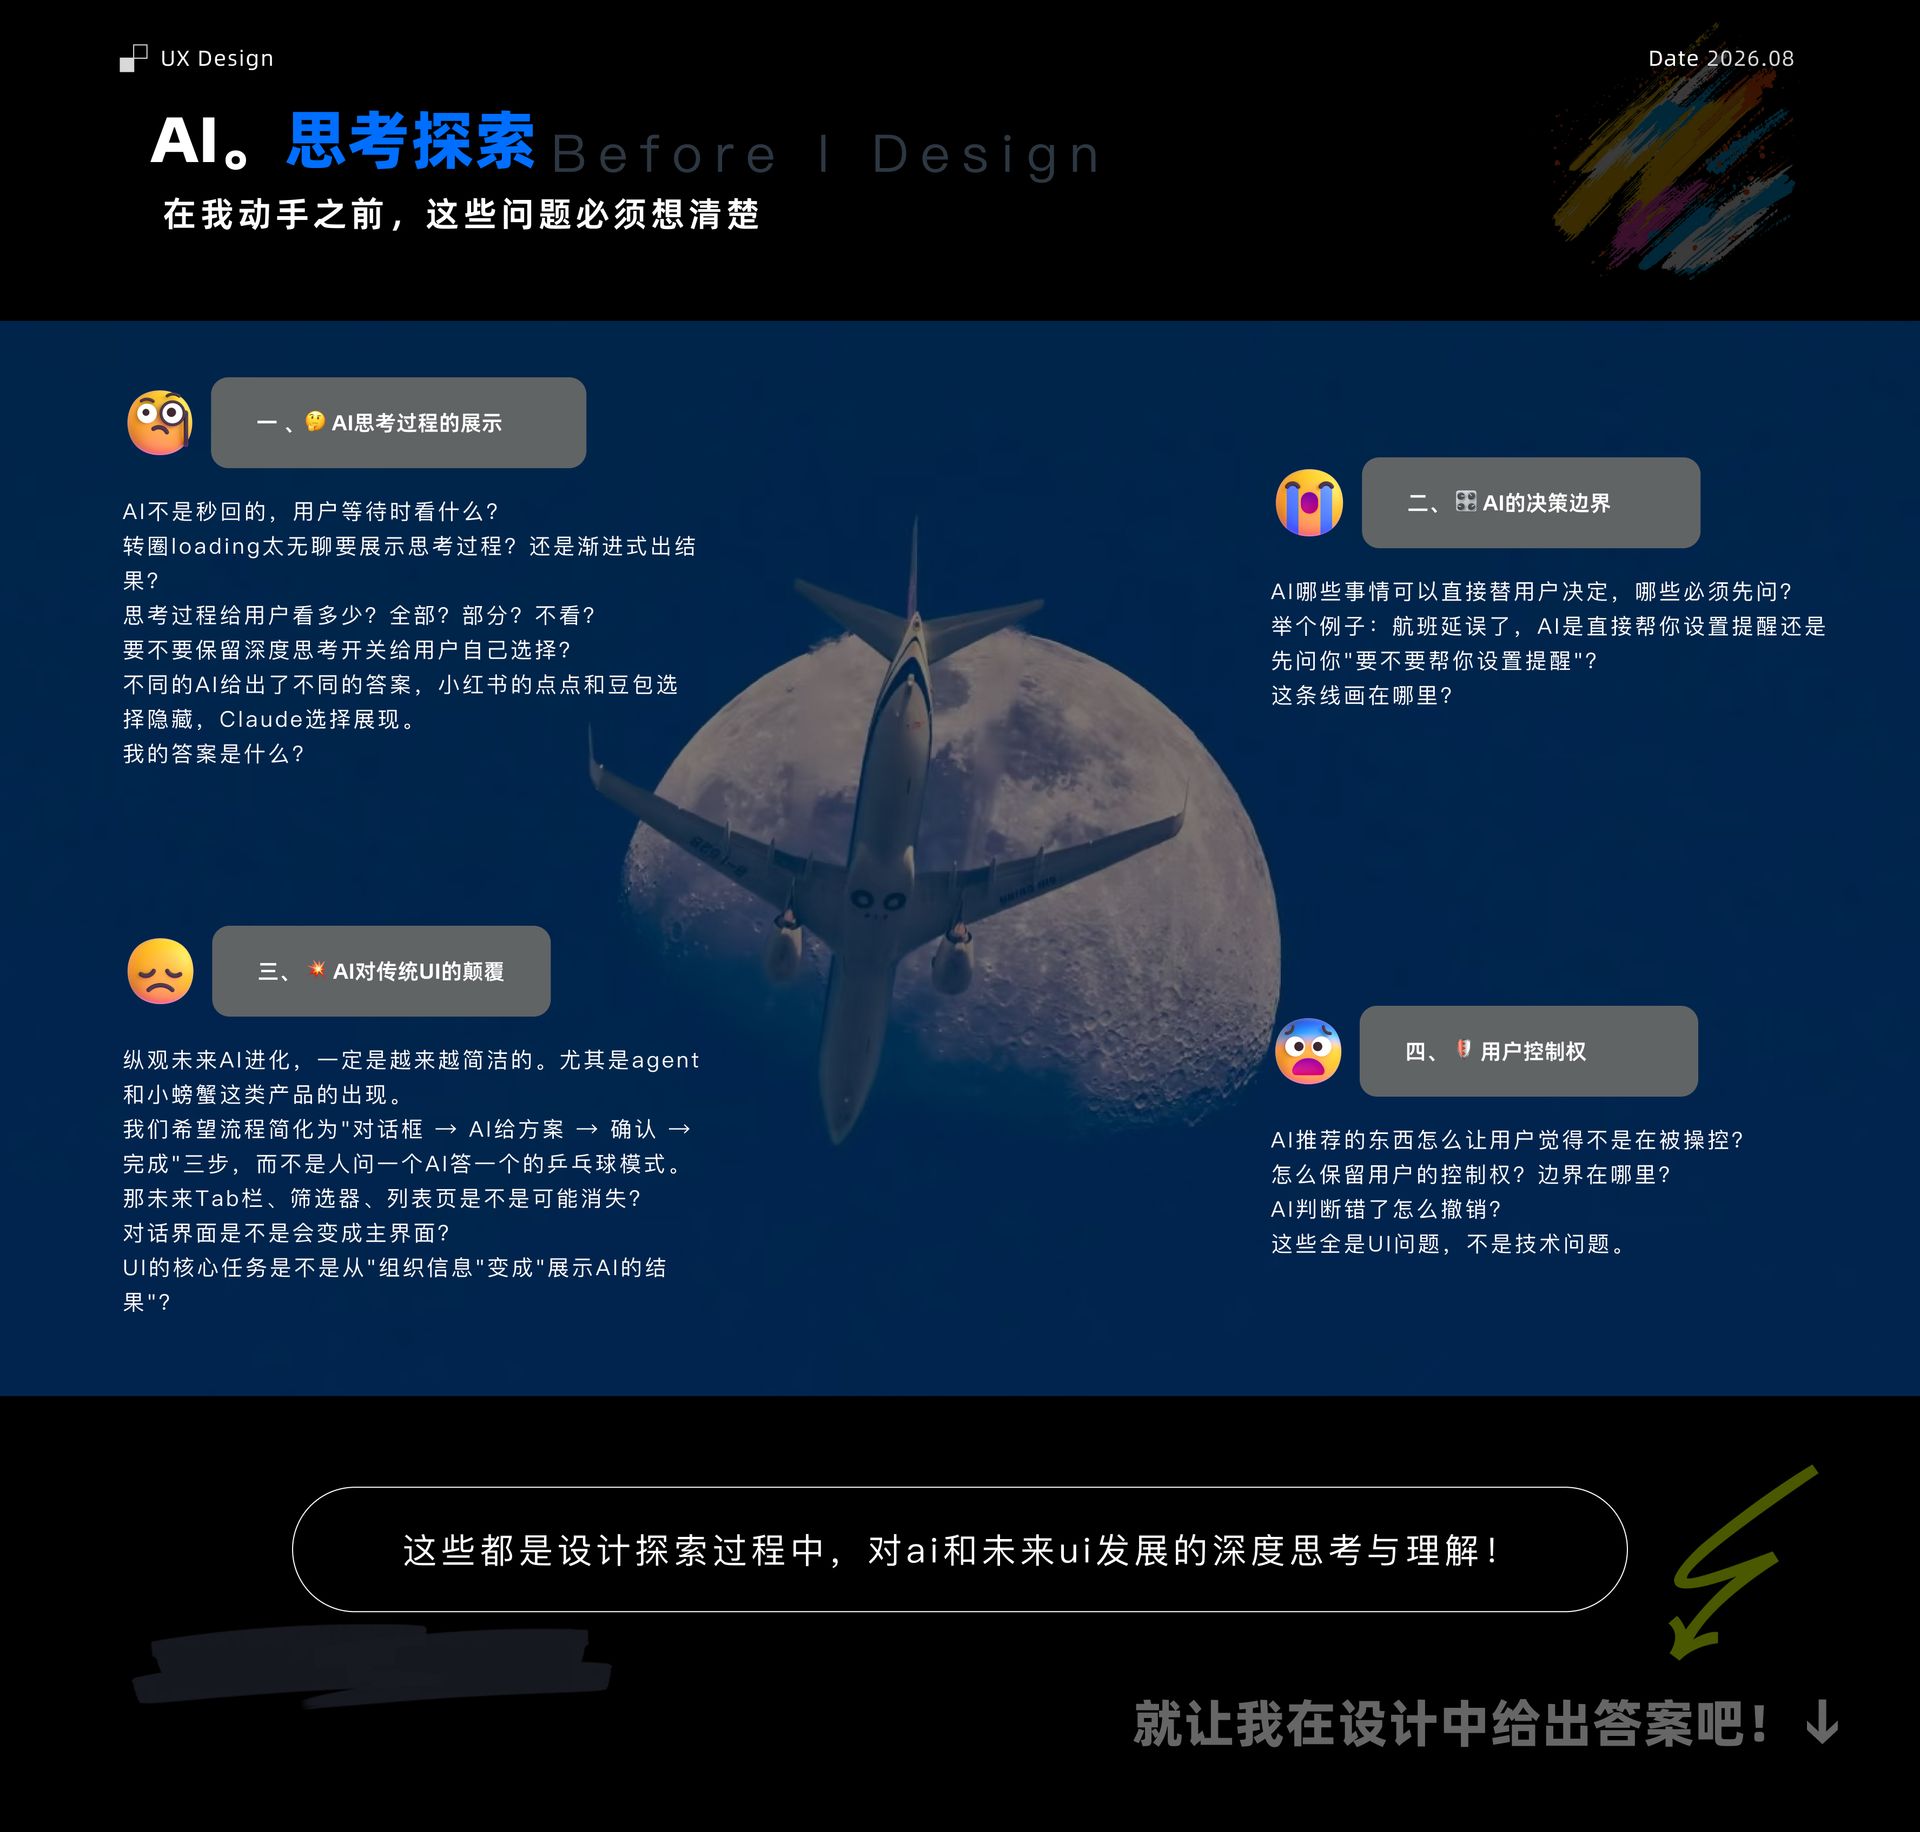 UX Design
Date 2026.08
AI。思考探索 Before I Design
在我动手之前，这些问题必须想清楚
一、🤔 AI思考过程的展示
AI不是秒回的，用户等待时看什么？
转圈loading太无聊要展示思考过程？还是渐进式出结
果？
思考过程给用户看多少？全部？部分？不看？
要不要保留深度思考开关给用户自己选择？
不同的AI给出了不同的答案，小红书的点点和豆包选
择隐藏，Claude选择展现。
我的答案是什么？
二、🎛️ AI的决策边界
AI哪些事情可以直接替用户决定，哪些必须先问？
举个例子：航班延误了，AI是直接帮你设置提醒还是
先问你"要不要帮你设置提醒"？
这条线画在哪里？
三、💥 AI对传统UI的颠覆
纵观未来AI进化，一定是越来越简洁的。尤其是agent
和小螃蟹这类产品的出现。
我们希望流程简化为"对话框 → AI给方案 → 确认 →
完成"三步，而不是人问一个AI答一个的乒乓球模式。
那未来Tab栏、筛选器、列表页是不是可能消失？
对话界面是不是会变成主界面？
UI的核心任务是不是从"组织信息"变成"展示AI的结
果"？
四、 用户控制权
AI推荐的东西怎么让用户觉得不是在被操控？
怎么保留用户的控制权？边界在哪里？
AI判断错了怎么撤销？
这些全是UI问题，不是技术问题。
这些都是设计探索过程中，对ai和未来ui发展的深度思考与理解！
就让我在设计中给出答案吧！↓